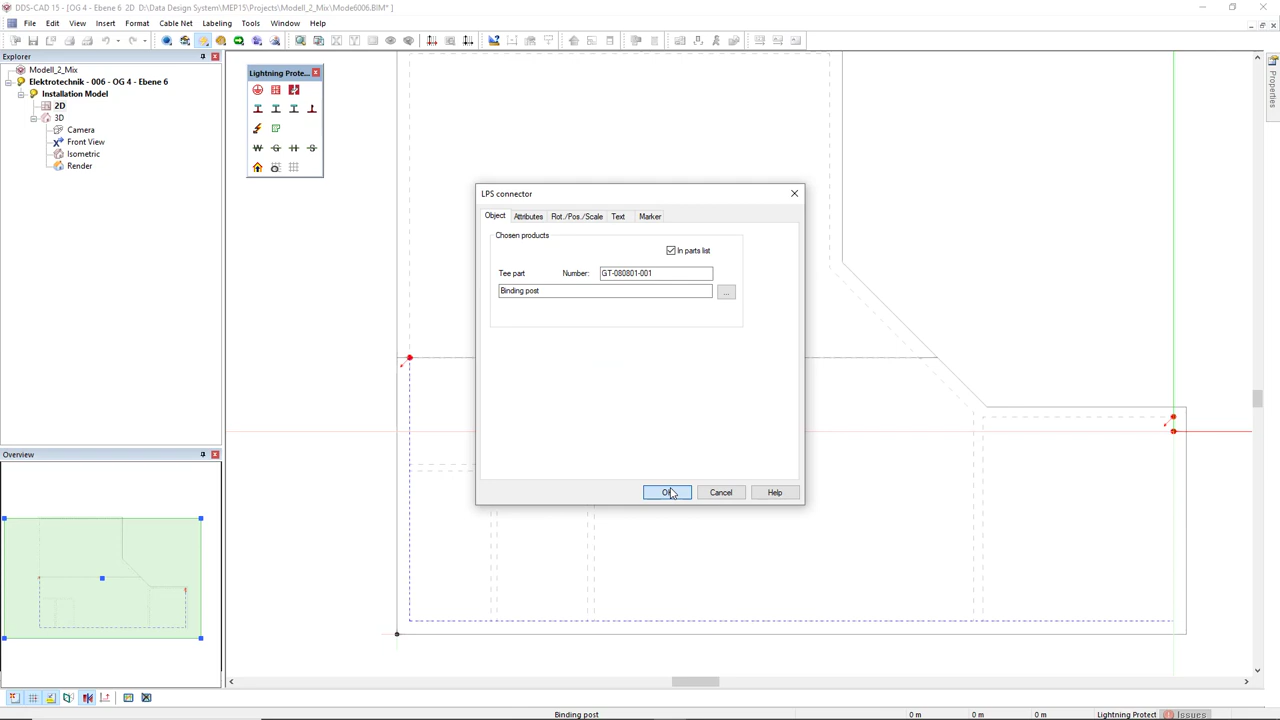 DDS-CAD 15 - [OG 4 - Ebene 6  2D  D:\Data Design System\MEP15\Projects\Modell_2_Mix\Mode6006.BIM* ]
File Edit View Insert Format Cable Net Labeling Tools Window Help
Explorer
Modell_2_Mix
Elektrotechnik - 006 - OG 4 - Ebene 6
Installation Model
2D
3D
Camera
Front View
Isometric
Render
Lightning Prote...
Properties
LPS connector
Object Attributes Rot./Pos./Scale Text Marker
Chosen products
In parts list
Tee part Number: GT-080801-001
Binding post ...
OK Cancel Help
Overview
Binding post 0 m 0 m 0 m Lightning Protect Issues